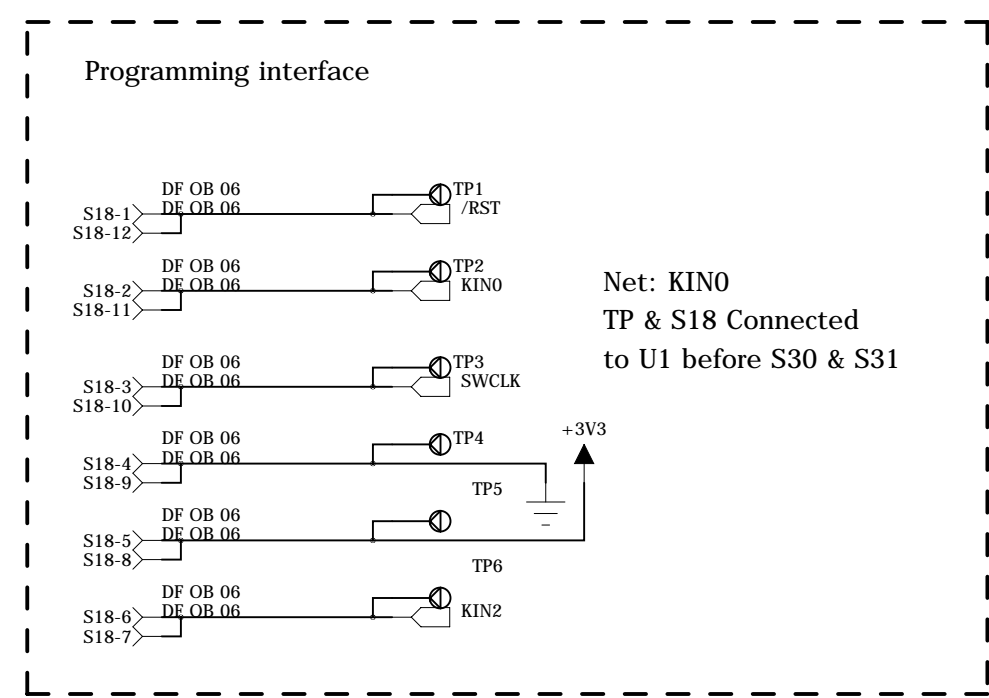 Programming interface
DF OB 06
TP1
S18-1
DF OB 06
/RST
S18-12
DF OB 06
TP2
S18-2
DF OB 06
KIN0
S18-11
Net: KIN0
TP & S18 Connected
to U1 before S30 & S31
DF OB 06
TP3
S18-3
DF OB 06
SWCLK
S18-10
DF OB 06
TP4
+3V3
S18-4
DF OB 06
S18-9
TP5
DF OB 06
S18-5
DF OB 06
S18-8
TP6
DF OB 06
S18-6
DF OB 06
KIN2
S18-7